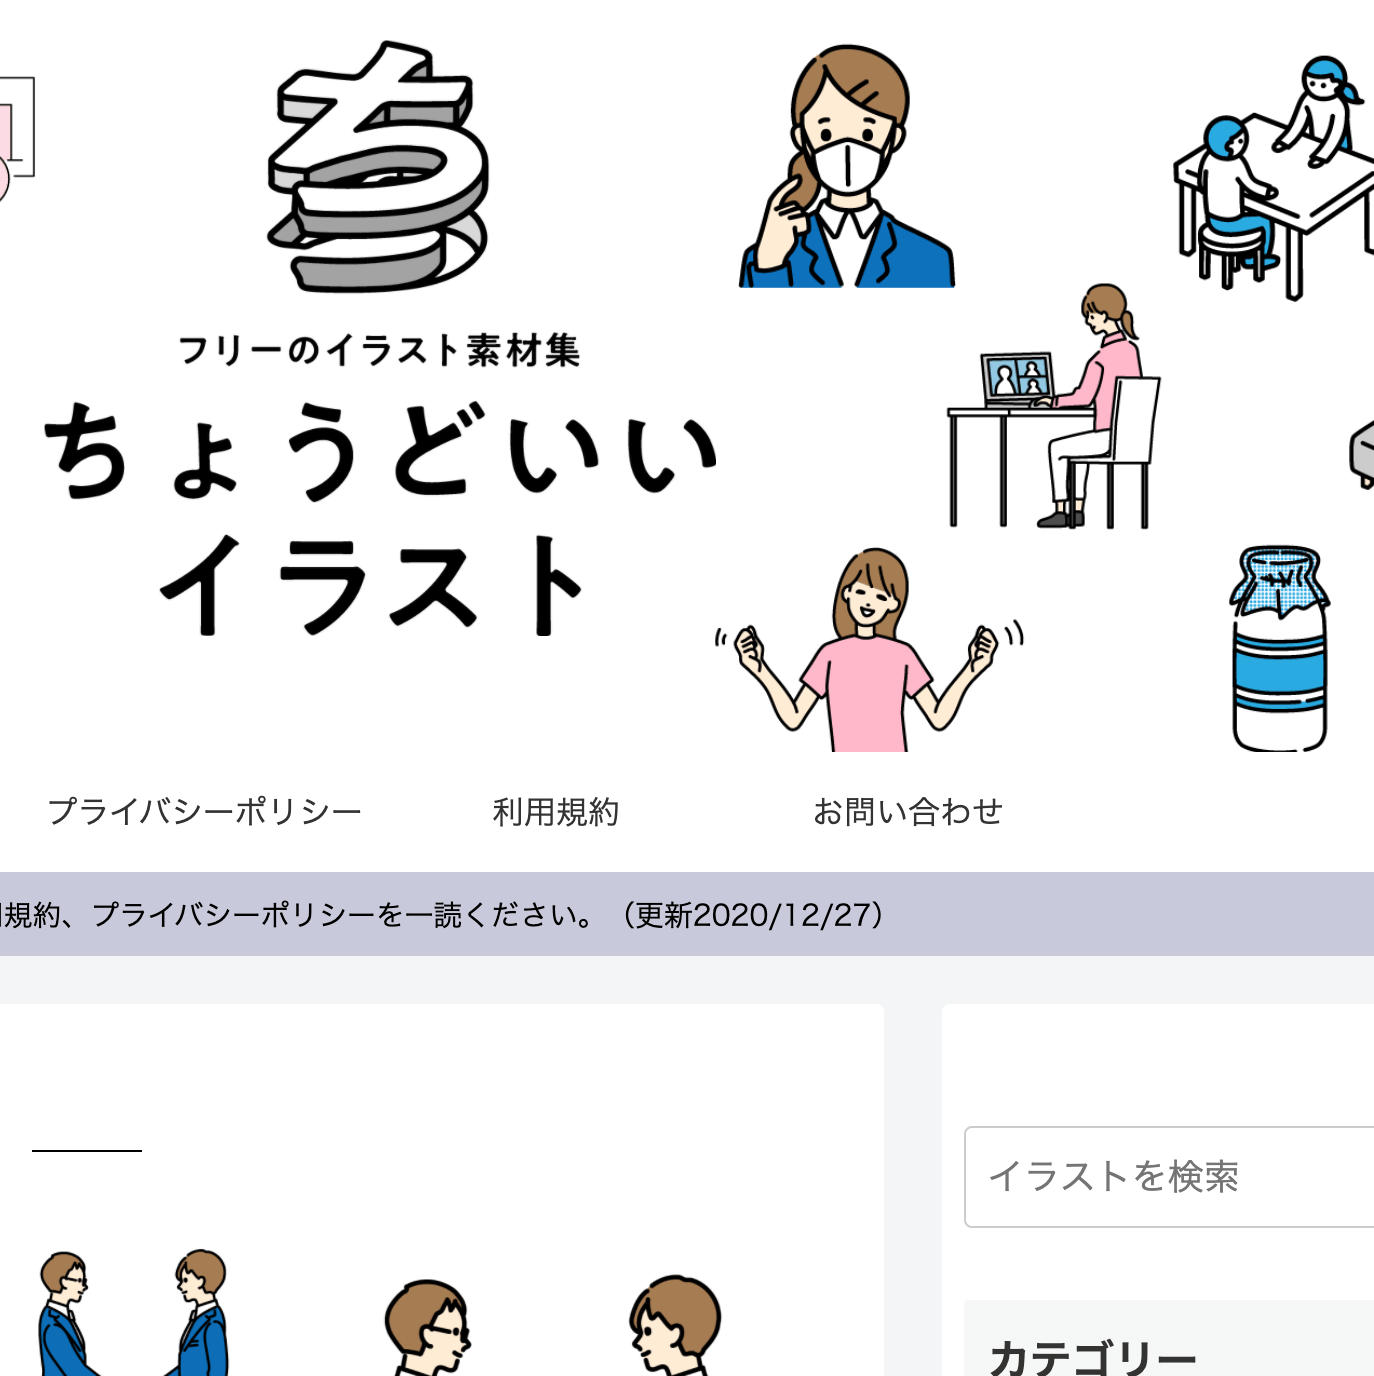 ち
フリーのイラスト素材集
ちょうどいい
イラスト
プライバシーポリシー
利用規約
お問い合わせ
規約、プライバシーポリシーを一読ください。（更新2020/12/27）
イラストを検索
カテゴリー